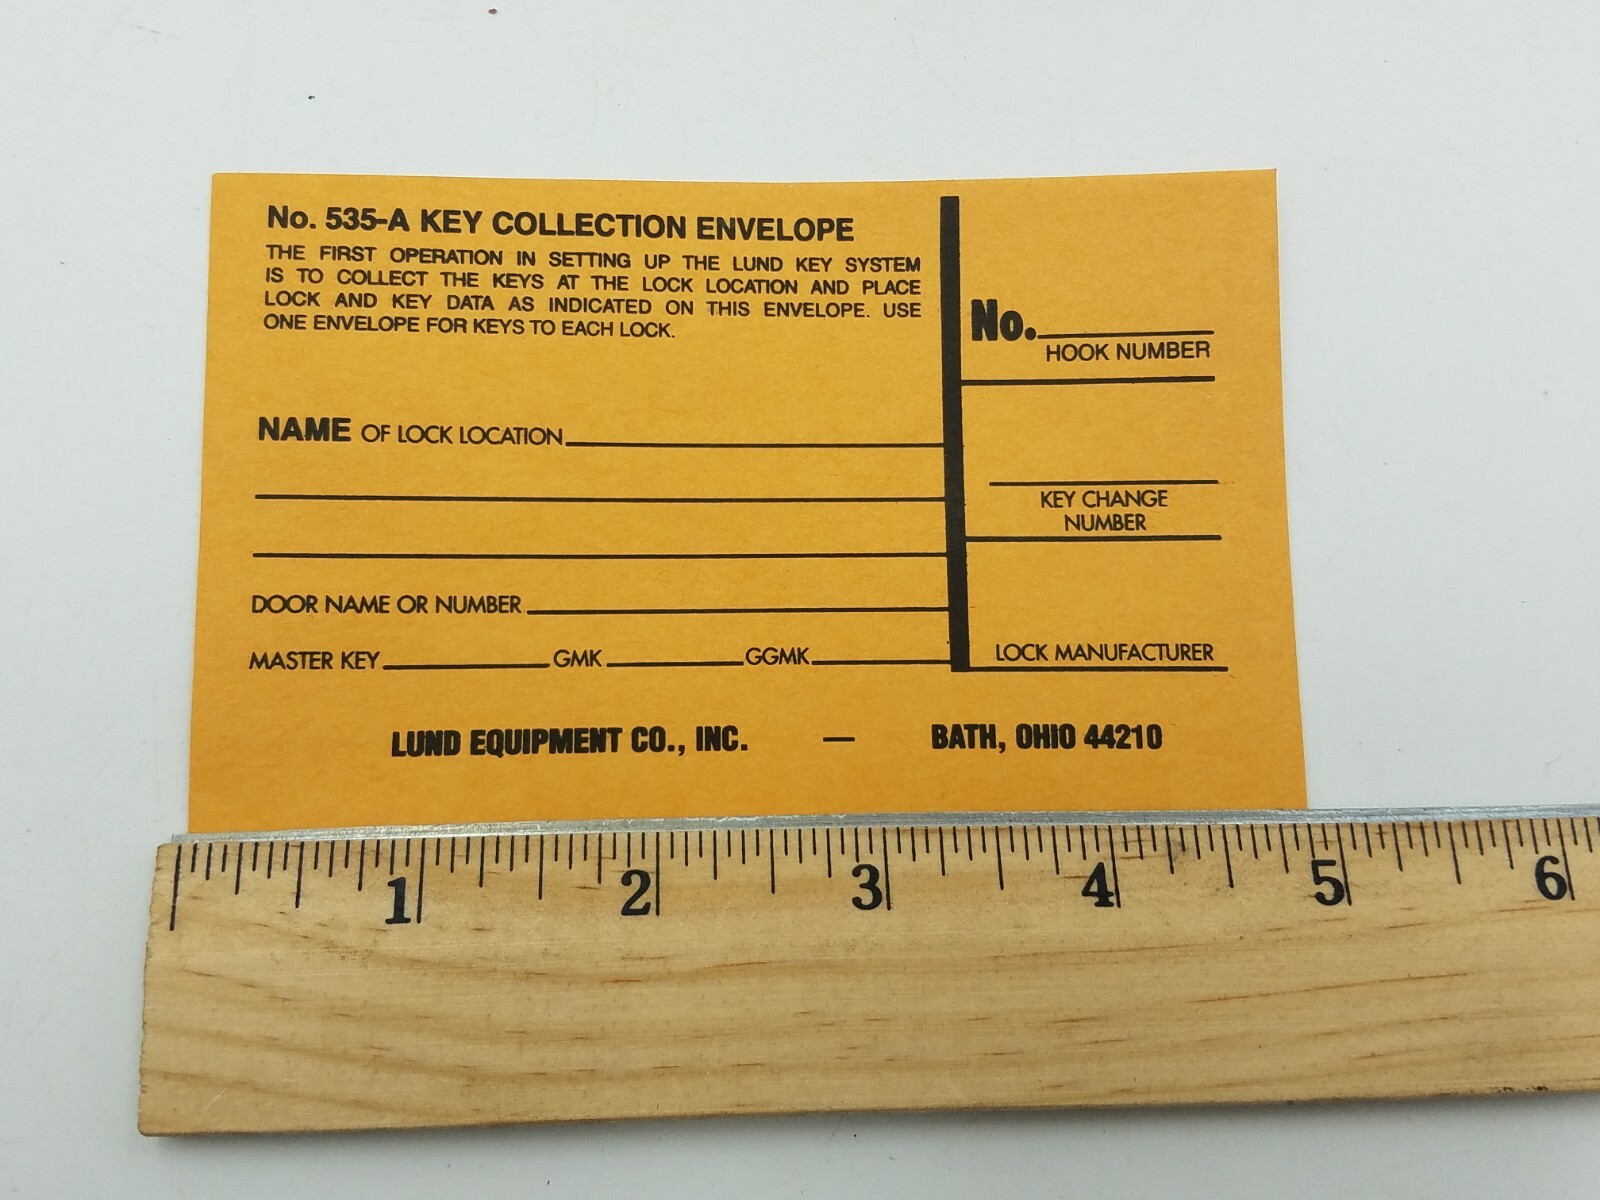 No. 535-A KEY COLLECTION ENVELOPE
THE FIRST OPERATION IN SETTING UP THE LUND KEY SYSTEM
IS TO COLLECT THE KEYS AT THE LOCK LOCATION AND PLACE
LOCK AND KEY DATA AS INDICATED ON THIS ENVELOPE. USE
ONE ENVELOPE FOR KEYS TO EACH LOCK.
NAME OF LOCK LOCATION
DOOR NAME OR NUMBER
MASTER KEY GMK GGMK
No.
HOOK NUMBER
KEY CHANGE
NUMBER
LOCK MANUFACTURER
LUND EQUIPMENT CO., INC. — BATH, OHIO 44210
1 2 3 4 5 6